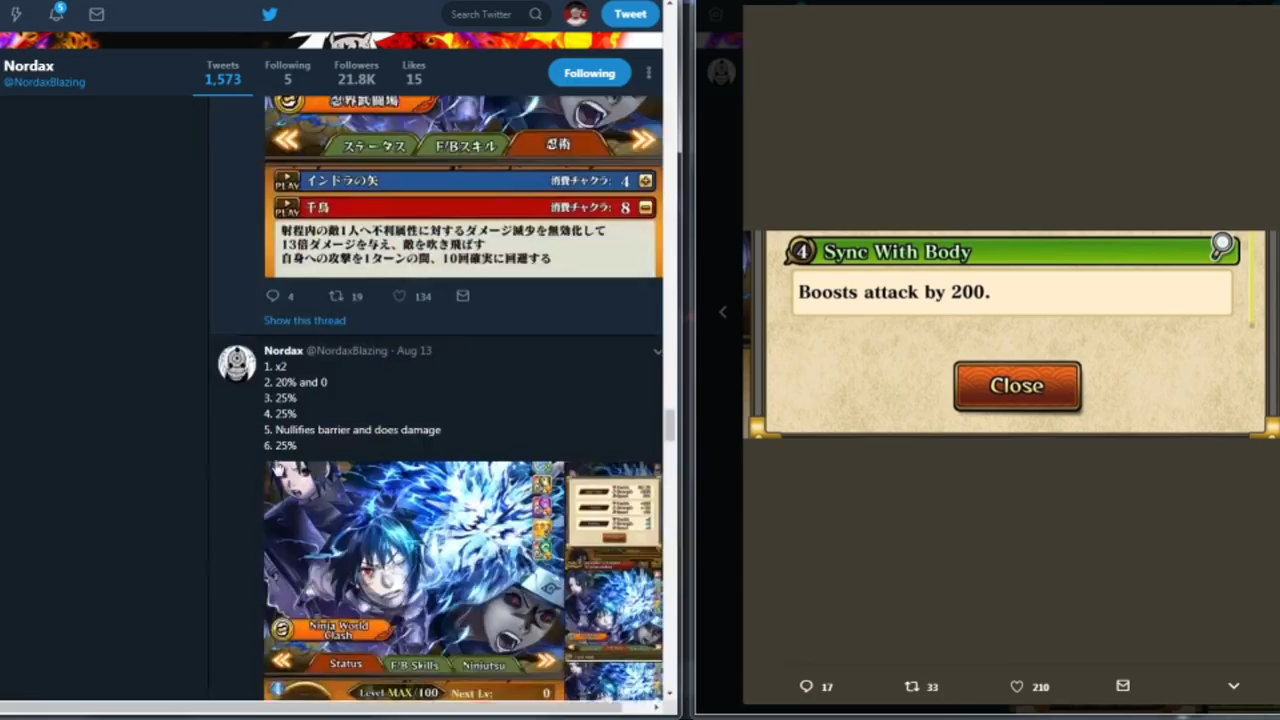 5
Search Twitter
Tweet
Nordax
@NordaxBlazing
Tweets
1,573
Following
5
Followers
21.8K
Likes
15
Following
忍界武闘場
ステータス
F/Bスキル
忍術
PLAY インドラの矢 消費チャクラ: 4
PLAY 千鳥 消費チャクラ: 8
射程内の敵1人へ不利属性に対するダメージ減少を無効化して
13倍ダメージを与え、敵を吹き飛ばす
自身への攻撃を1ターンの間、10回確実に回避する
4 19 134
Show this thread
Nordax @NordaxBlazing · Aug 13
1. x2
2. 20% and 0
3. 25%
4. 25%
5. Nullifies barrier and does damage
6. 25%
Ninja World
Clash
Status
F/B Skills
Ninjutsu
Level MAX/100 Next Lv: 0
4 Sync With Body
Boosts attack by 200.
Close
17 33 210